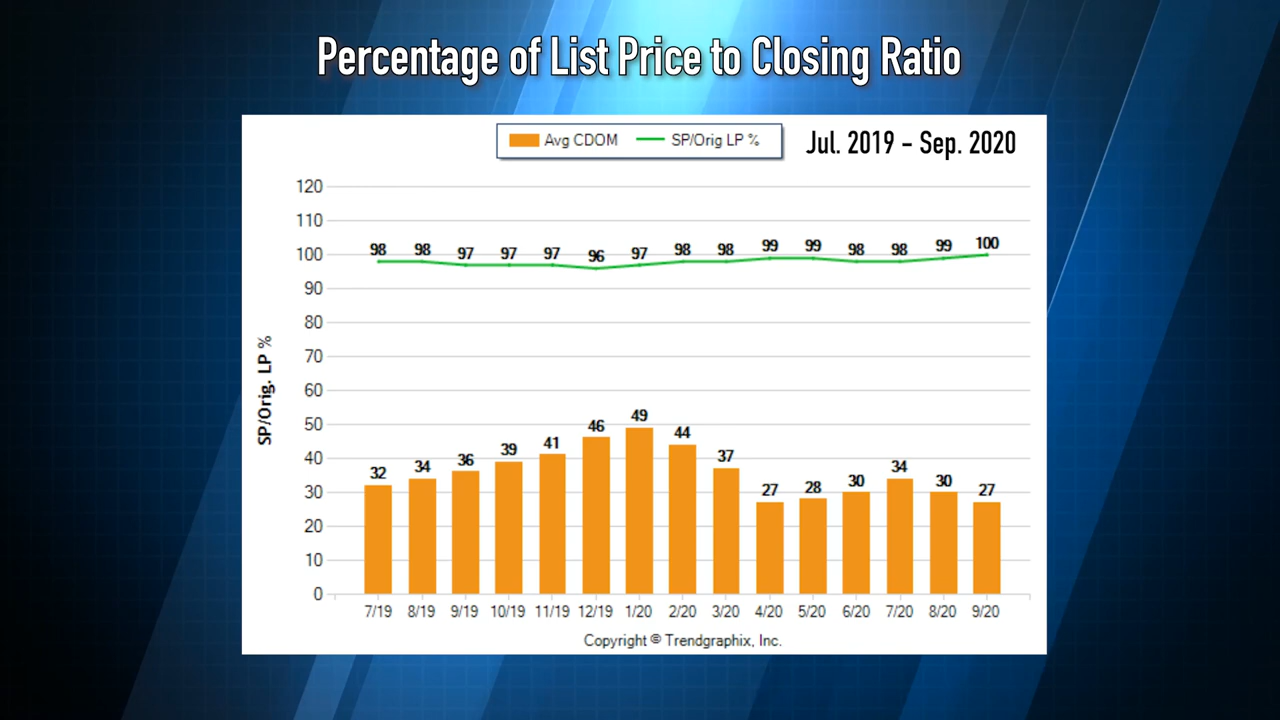 Percentage of List Price to Closing Ratio
Avg CDOM SP/Orig LP % Jul. 2019 - Sep. 2020
120
110
100
90
80
70
60
50
40
30
20
10
0
SP/Orig. LP %
98 98 97 97 97 96 97 98 98 99 99 98 98 99 100
32 34 36 39 41 46 49 44 37 27 28 30 34 30 27
7/19 8/19 9/19 10/19 11/19 12/19 1/20 2/20 3/20 4/20 5/20 6/20 7/20 8/20 9/20
Copyright © Trendgraphix, Inc.